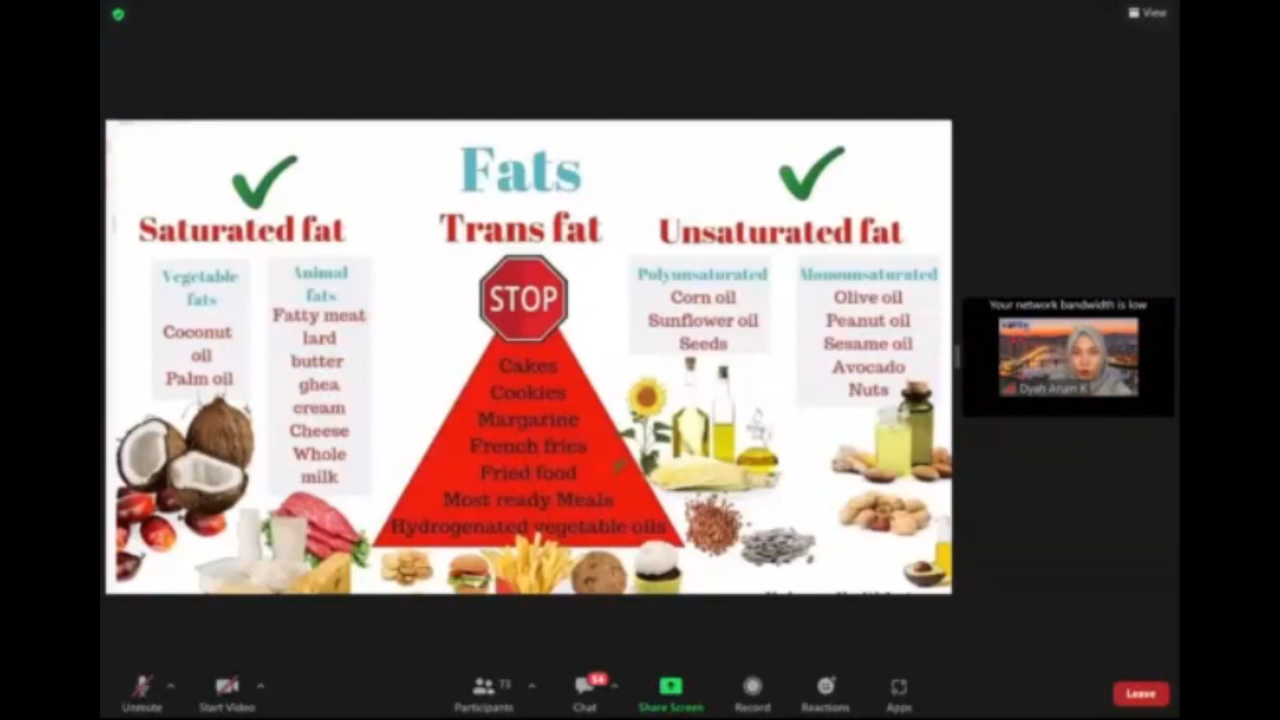 View
Fats
Saturated fat
Trans fat
Unsaturated fat
Vegetable
fats
Coconut
oil
Palm oil
Animal
fats
Fatty meat
lard
butter
ghea
cream
Cheese
Whole
milk
STOP
Cakes
Cookies
Margarine
French fries
Fried food
Most ready Meals
Hydrogenated vegetable oils
Polyunsaturated
Corn oil
Sunflower oil
Seeds
Monounsaturated
Olive oil
Peanut oil
Sesame oil
Avocado
Nuts
Your network bandwidth is low
Dyah Arum K
Unmute
Start Video
73
Participants
54
Chat
Share Screen
Record
Reactions
Apps
Leave